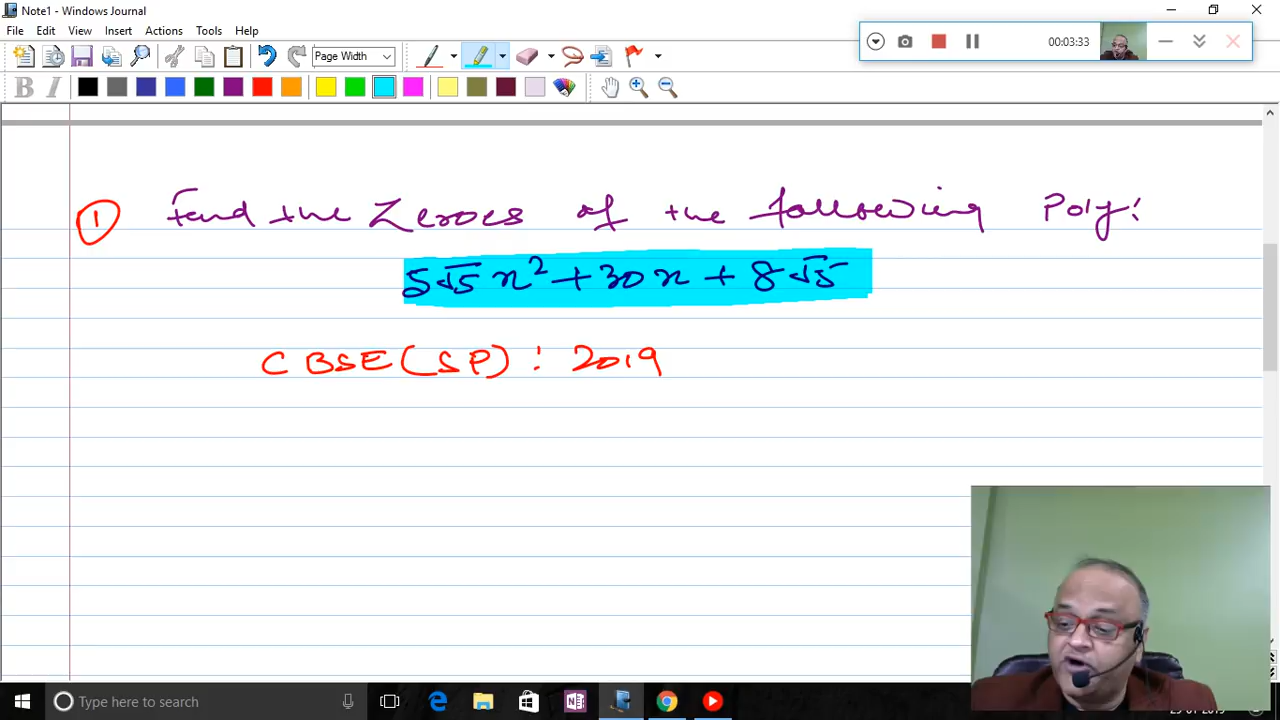 Note1 - Windows Journal
File Edit View Insert Actions Tools Help
Page Width
00:03:33
B I
① Find the Zeroes of the following Poly:
5√5 x² + 30x + 8√5
CBSE(SP): 2019
Type here to search